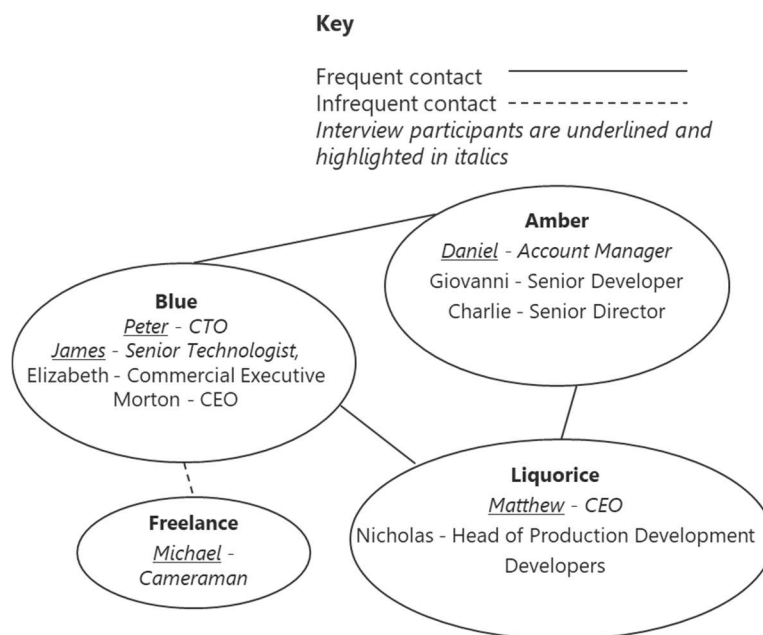 Key
Frequent contact
Infrequent contact
Interview participants are underlined and
highlighted in italics
Amber
Daniel - Account Manager
Giovanni - Senior Developer
Charlie - Senior Director
Blue
Peter - CTO
James - Senior Technologist,
Elizabeth - Commercial Executive
Morton - CEO
Liquorice
Matthew - CEO
Nicholas - Head of Production Development
Developers
Freelance
Michael -
Cameraman